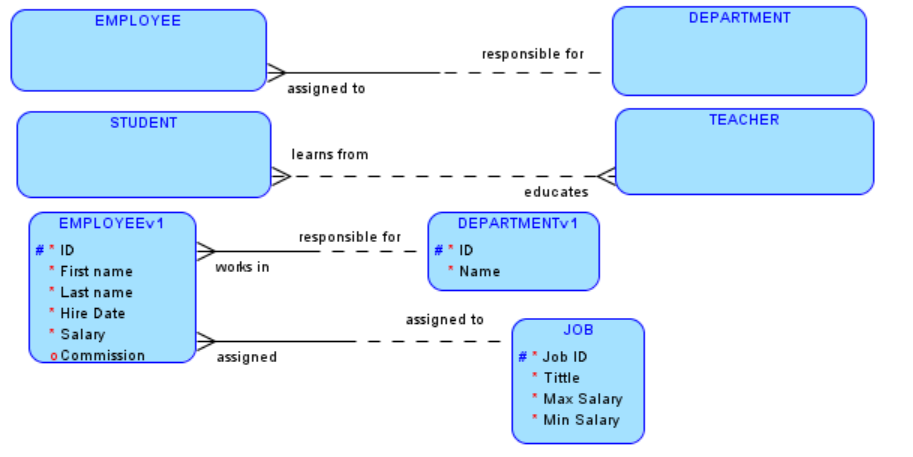 EMPLOYEE
DEPARTMENT
responsible for
assigned to
STUDENT
TEACHER
learns from
educates
EMPLOYEEv1
# * ID
* First name
* Last name
* Hire Date
* Salary
o Commission
responsible for
works in
DEPARTMENTv1
# * ID
* Name
assigned to
assigned
JOB
# * Job ID
* Tittle
* Max Salary
* Min Salary